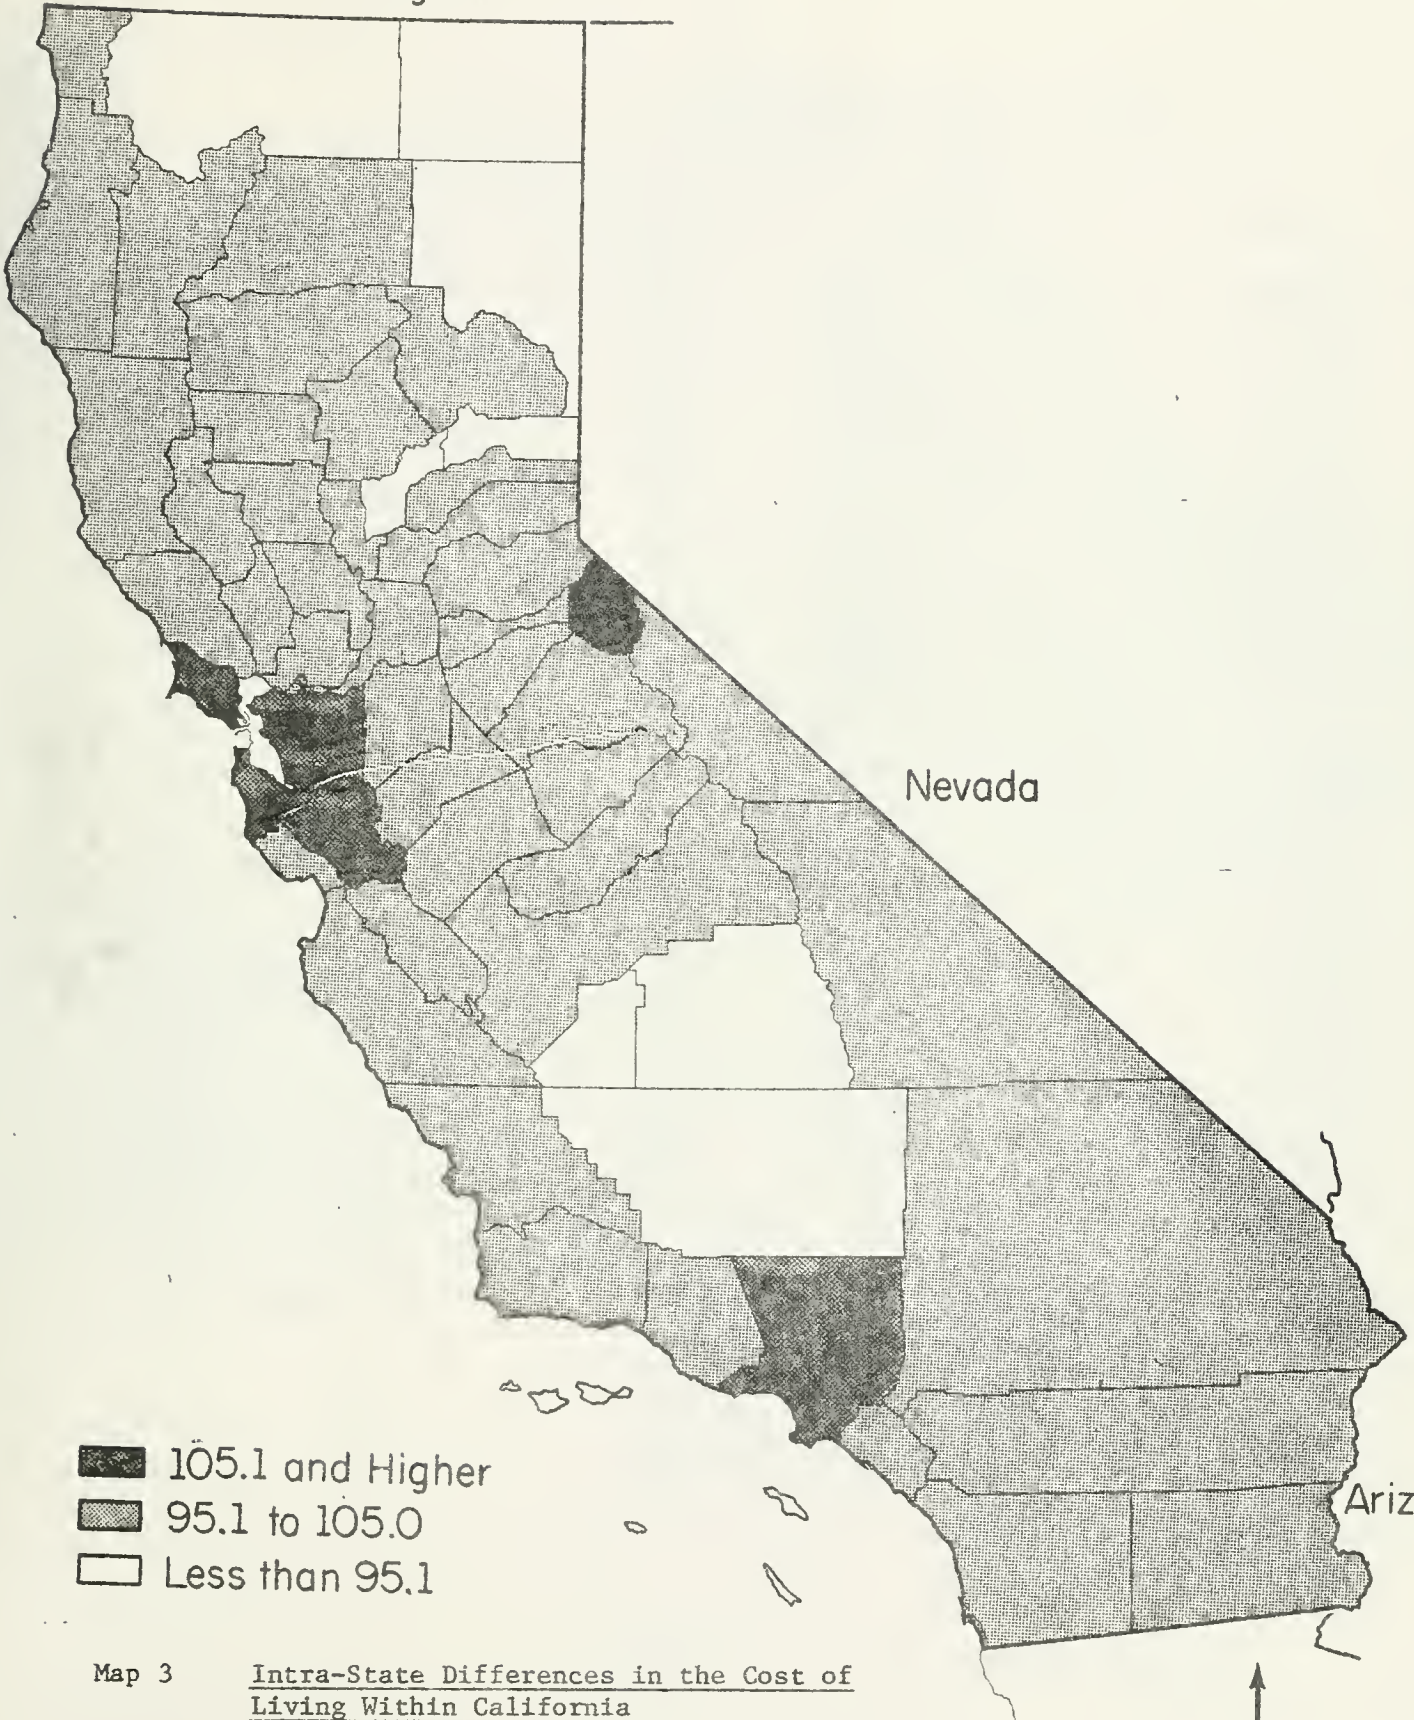 Nevada
105.1 and Higher
95.1 to 105.0
Less than 95.1
Ariz
Map 3 Intra-State Differences in the Cost of
Living Within California